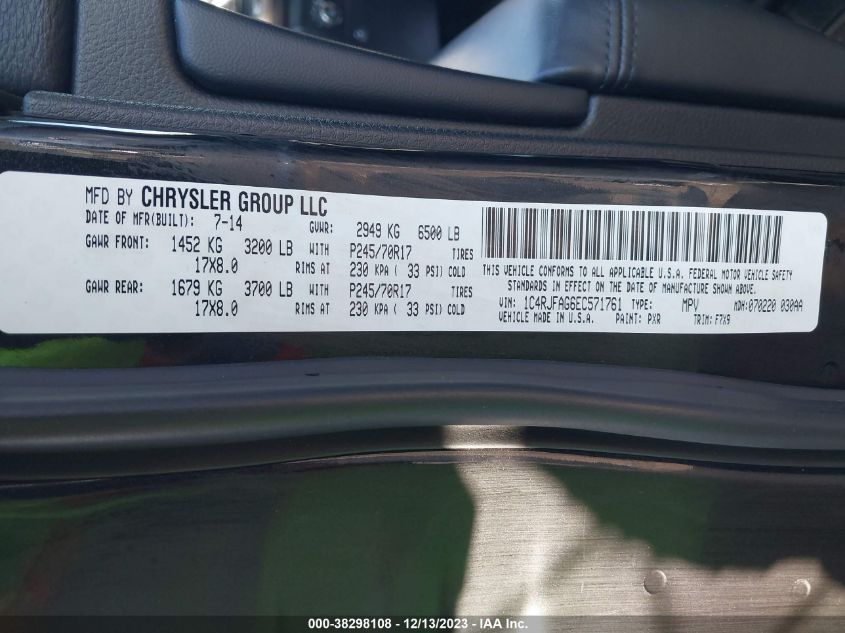 MFD BY CHRYSLER GROUP LLC
DATE OF MFR(BUILT): 7-14 GVWR: 2949 KG 6500 LB
GAWR FRONT: 1452 KG 3200 LB WITH P245/70R17 TIRES
17X8.0 RIMS AT 230 KPA ( 33 PSI) COLD
GAWR REAR: 1679 KG 3700 LB WITH P245/70R17 TIRES
17X8.0 RIMS AT 230 KPA ( 33 PSI) COLD
THIS VEHICLE CONFORMS TO ALL APPLICABLE U.S.A. FEDERAL MOTOR VEHICLE SAFETY
STANDARDS IN EFFECT ON THE DATE OF MANUFACTURE SHOWN ABOVE.
VIN: 1C4RJFAG6EC571761 TYPE: MPV MDH:070220 030AA
VEHICLE MADE IN U.S.A. PAINT: PXR TRIM:F7X9
000-38298108 - 12/13/2023 - IAA Inc.